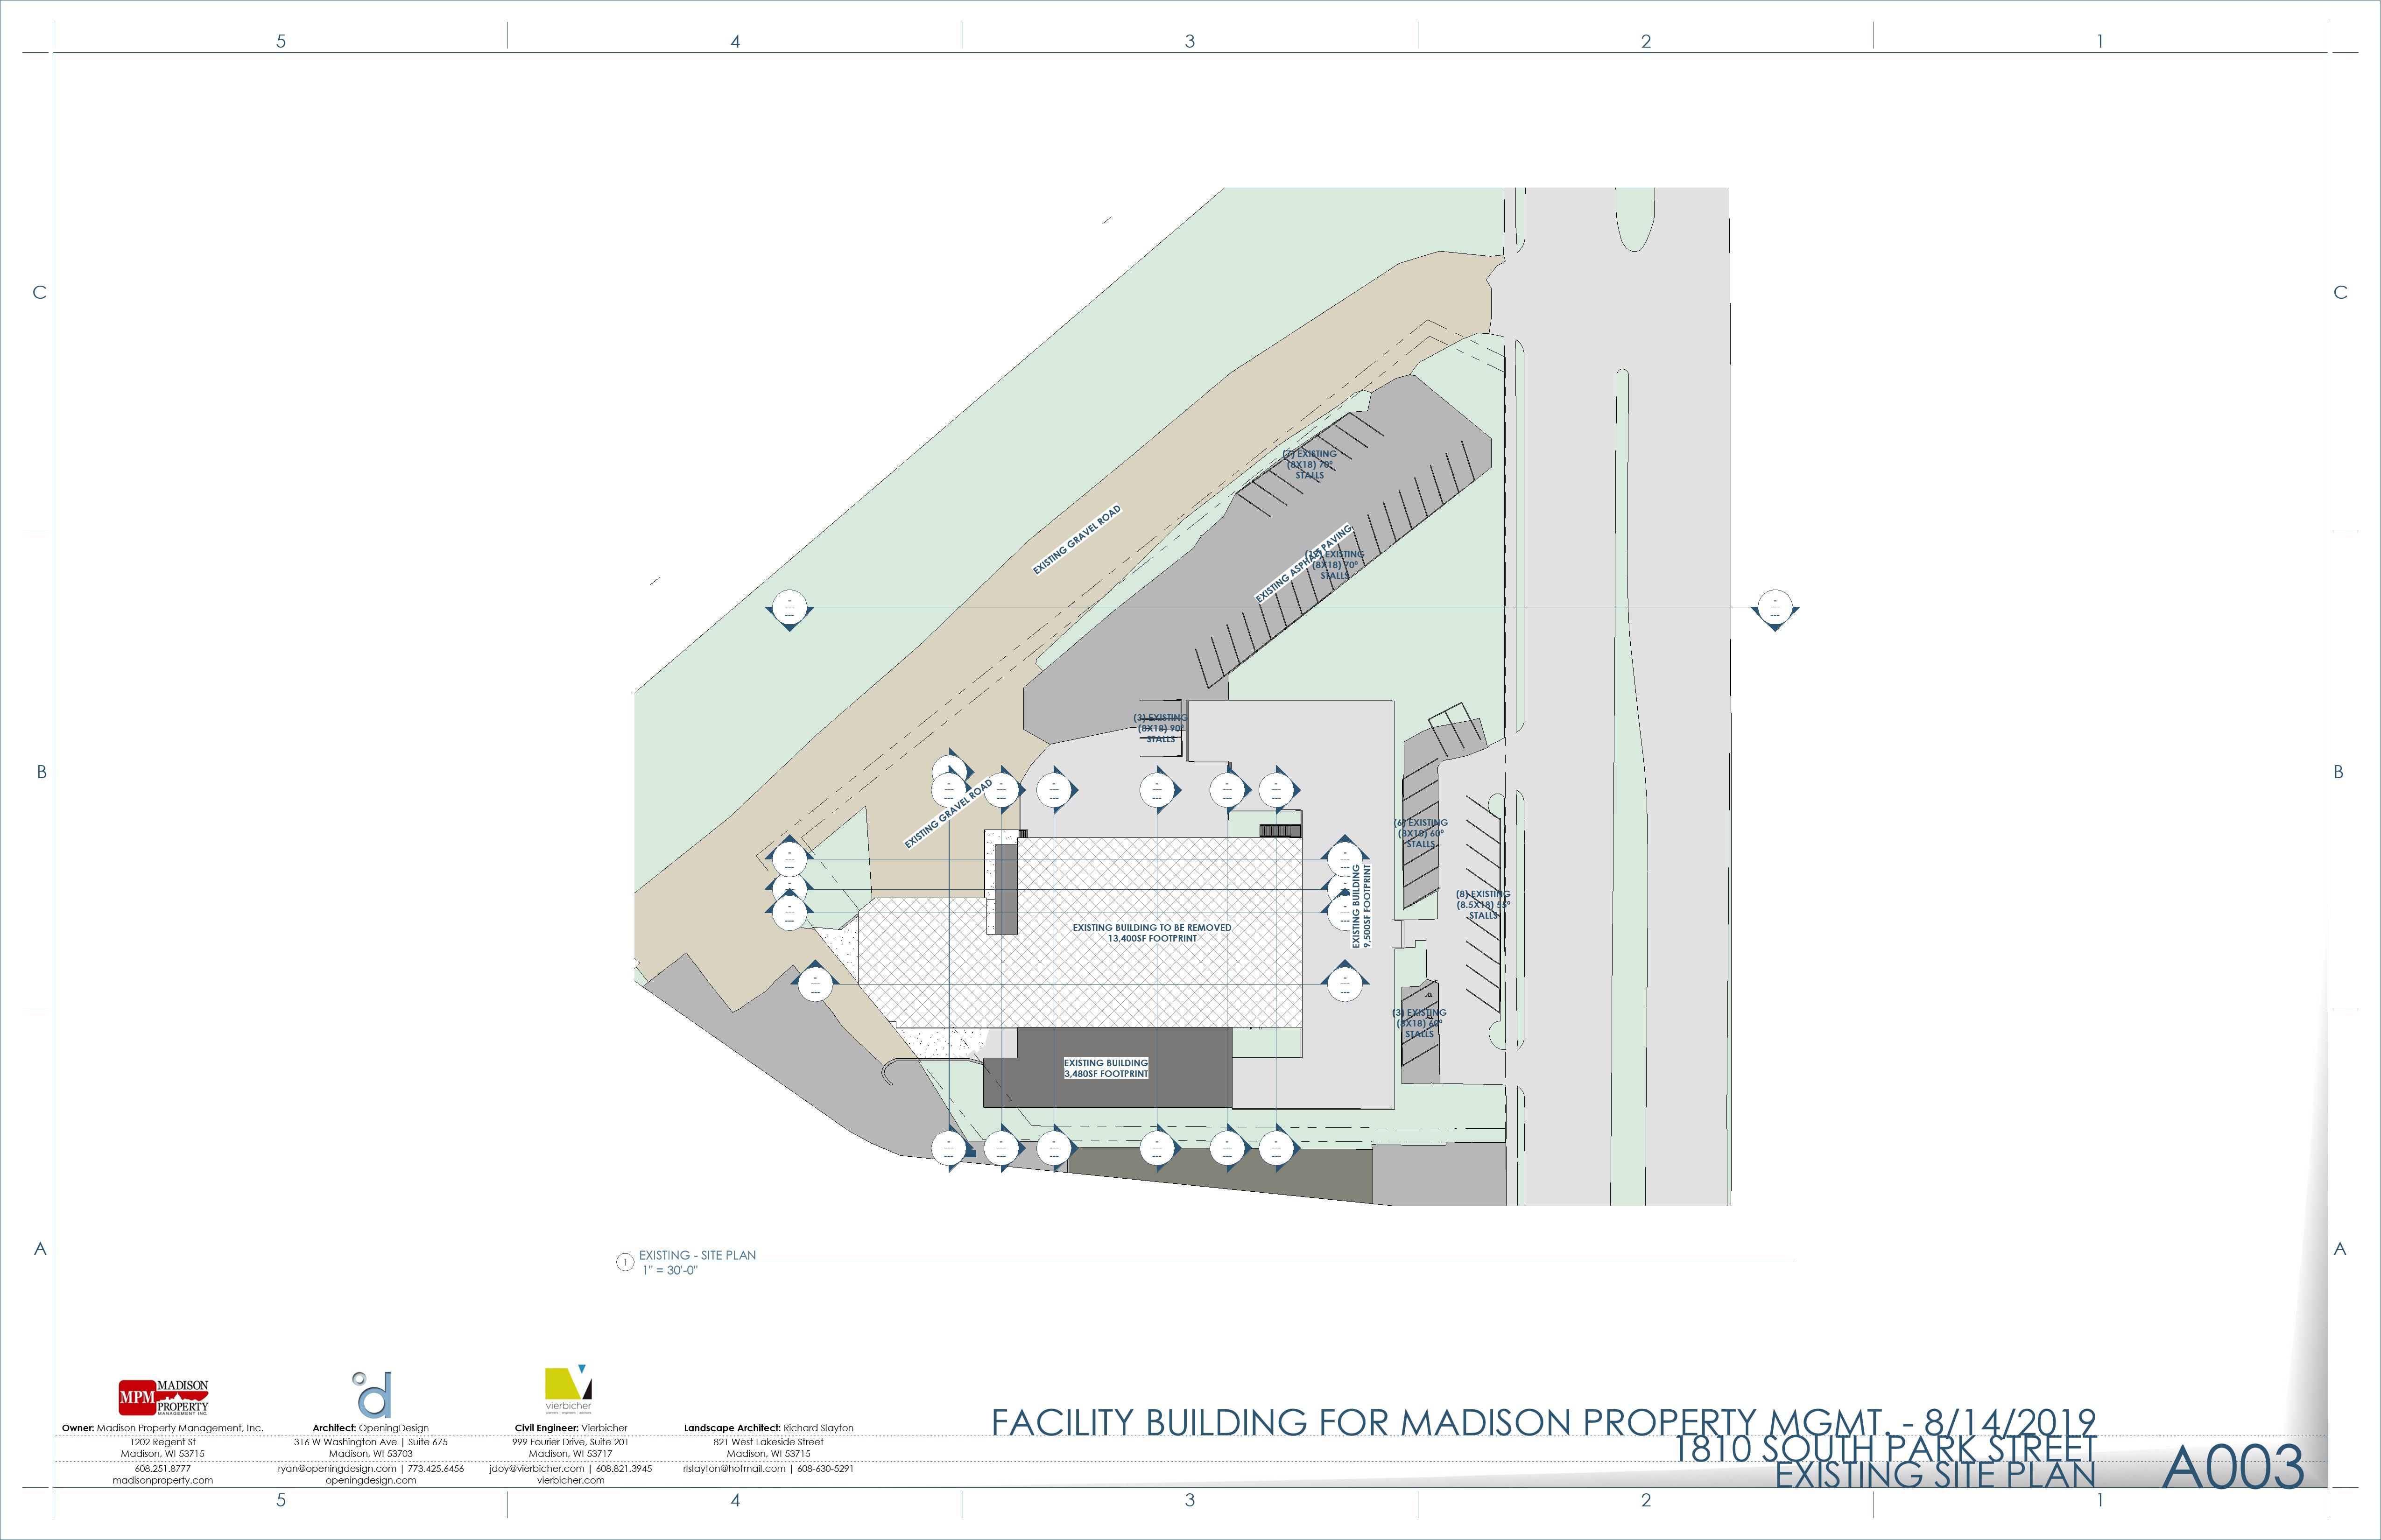 5 4 3 2 1
C C
(7) EXISTING
(8X18) 70°
STALLS
EXISTING GRAVEL ROAD
EXISTING ASPHALT PAVING
EXISTING
(8X18) 70°
STALLS
(3) EXISTING
(8X18) 90°
STALLS
B B
EXISTING GRAVEL ROAD
(6) EXISTING
(8X18) 60°
STALLS
EXISTING BUILDING
9,500SF FOOTPRINT
(8) EXISTING
(8.5X18) 55°
STALLS
EXISTING BUILDING TO BE REMOVED
13,400SF FOOTPRINT
(3) EXISTING
(8X18) 60°
STALLS
EXISTING BUILDING
3,480SF FOOTPRINT
A A
1 EXISTING - SITE PLAN
1" = 30'-0"
MPM MADISON
PROPERTY
MANAGEMENT INC.
d
vierbicher
Owner: Madison Property Management, Inc.
1202 Regent St
Madison, WI 53715
608.251.8777
madisonproperty.com
Architect: OpeningDesign
316 W Washington Ave | Suite 675
Madison, WI 53703
ryan@openingdesign.com | 773.425.6456
openingdesign.com
Civil Engineer: Vierbicher
999 Fourier Drive, Suite 201
Madison, WI 53717
jdoy@vierbicher.com | 608.821.3945
vierbicher.com
Landscape Architect: Richard Slayton
821 West Lakeside Street
Madison, WI 53715
rlslayton@hotmail.com | 608-630-5291
FACILITY BUILDING FOR MADISON PROPERTY MGMT. - 8/14/2019
1810 SOUTH PARK STREET
EXISTING SITE PLAN
A003
5 4 3 2 1